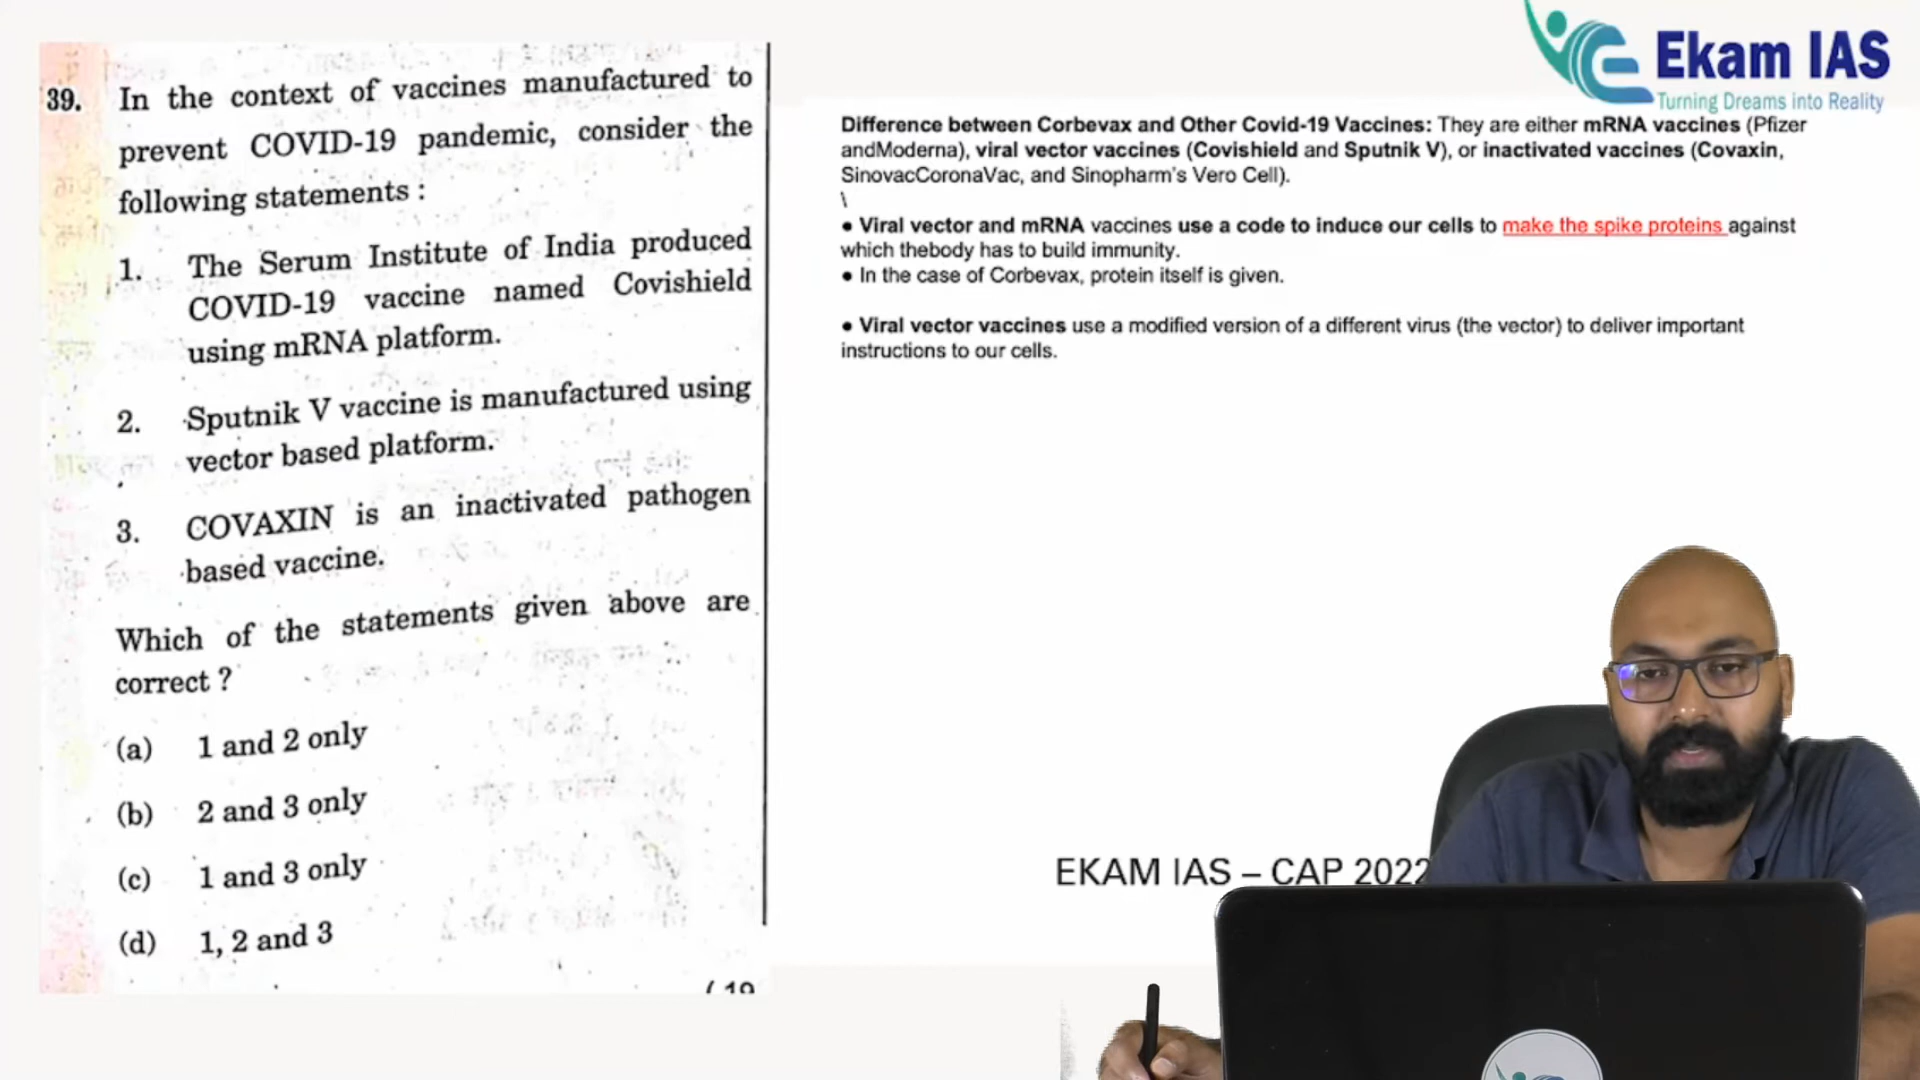 39. In the context of vaccines manufactured to
prevent COVID-19 pandemic, consider the
following statements :
1. The Serum Institute of India produced
COVID-19 vaccine named Covishield
using mRNA platform.
2. Sputnik V vaccine is manufactured using
vector based platform.
3. COVAXIN is an inactivated pathogen
based vaccine.
Which of the statements given above are
correct ?
(a) 1 and 2 only
(b) 2 and 3 only
(c) 1 and 3 only
(d) 1, 2 and 3
Ekam IAS
Turning Dreams into Reality
Difference between Corbevax and Other Covid-19 Vaccines: They are either mRNA vaccines (Pfizer
andModerna), viral vector vaccines (Covishield and Sputnik V), or inactivated vaccines (Covaxin,
SinovacCoronaVac, and Sinopharm's Vero Cell).
\
● Viral vector and mRNA vaccines use a code to induce our cells to make the spike proteins against
which thebody has to build immunity.
● In the case of Corbevax, protein itself is given.
● Viral vector vaccines use a modified version of a different virus (the vector) to deliver important
instructions to our cells.
EKAM IAS – CAP 2022